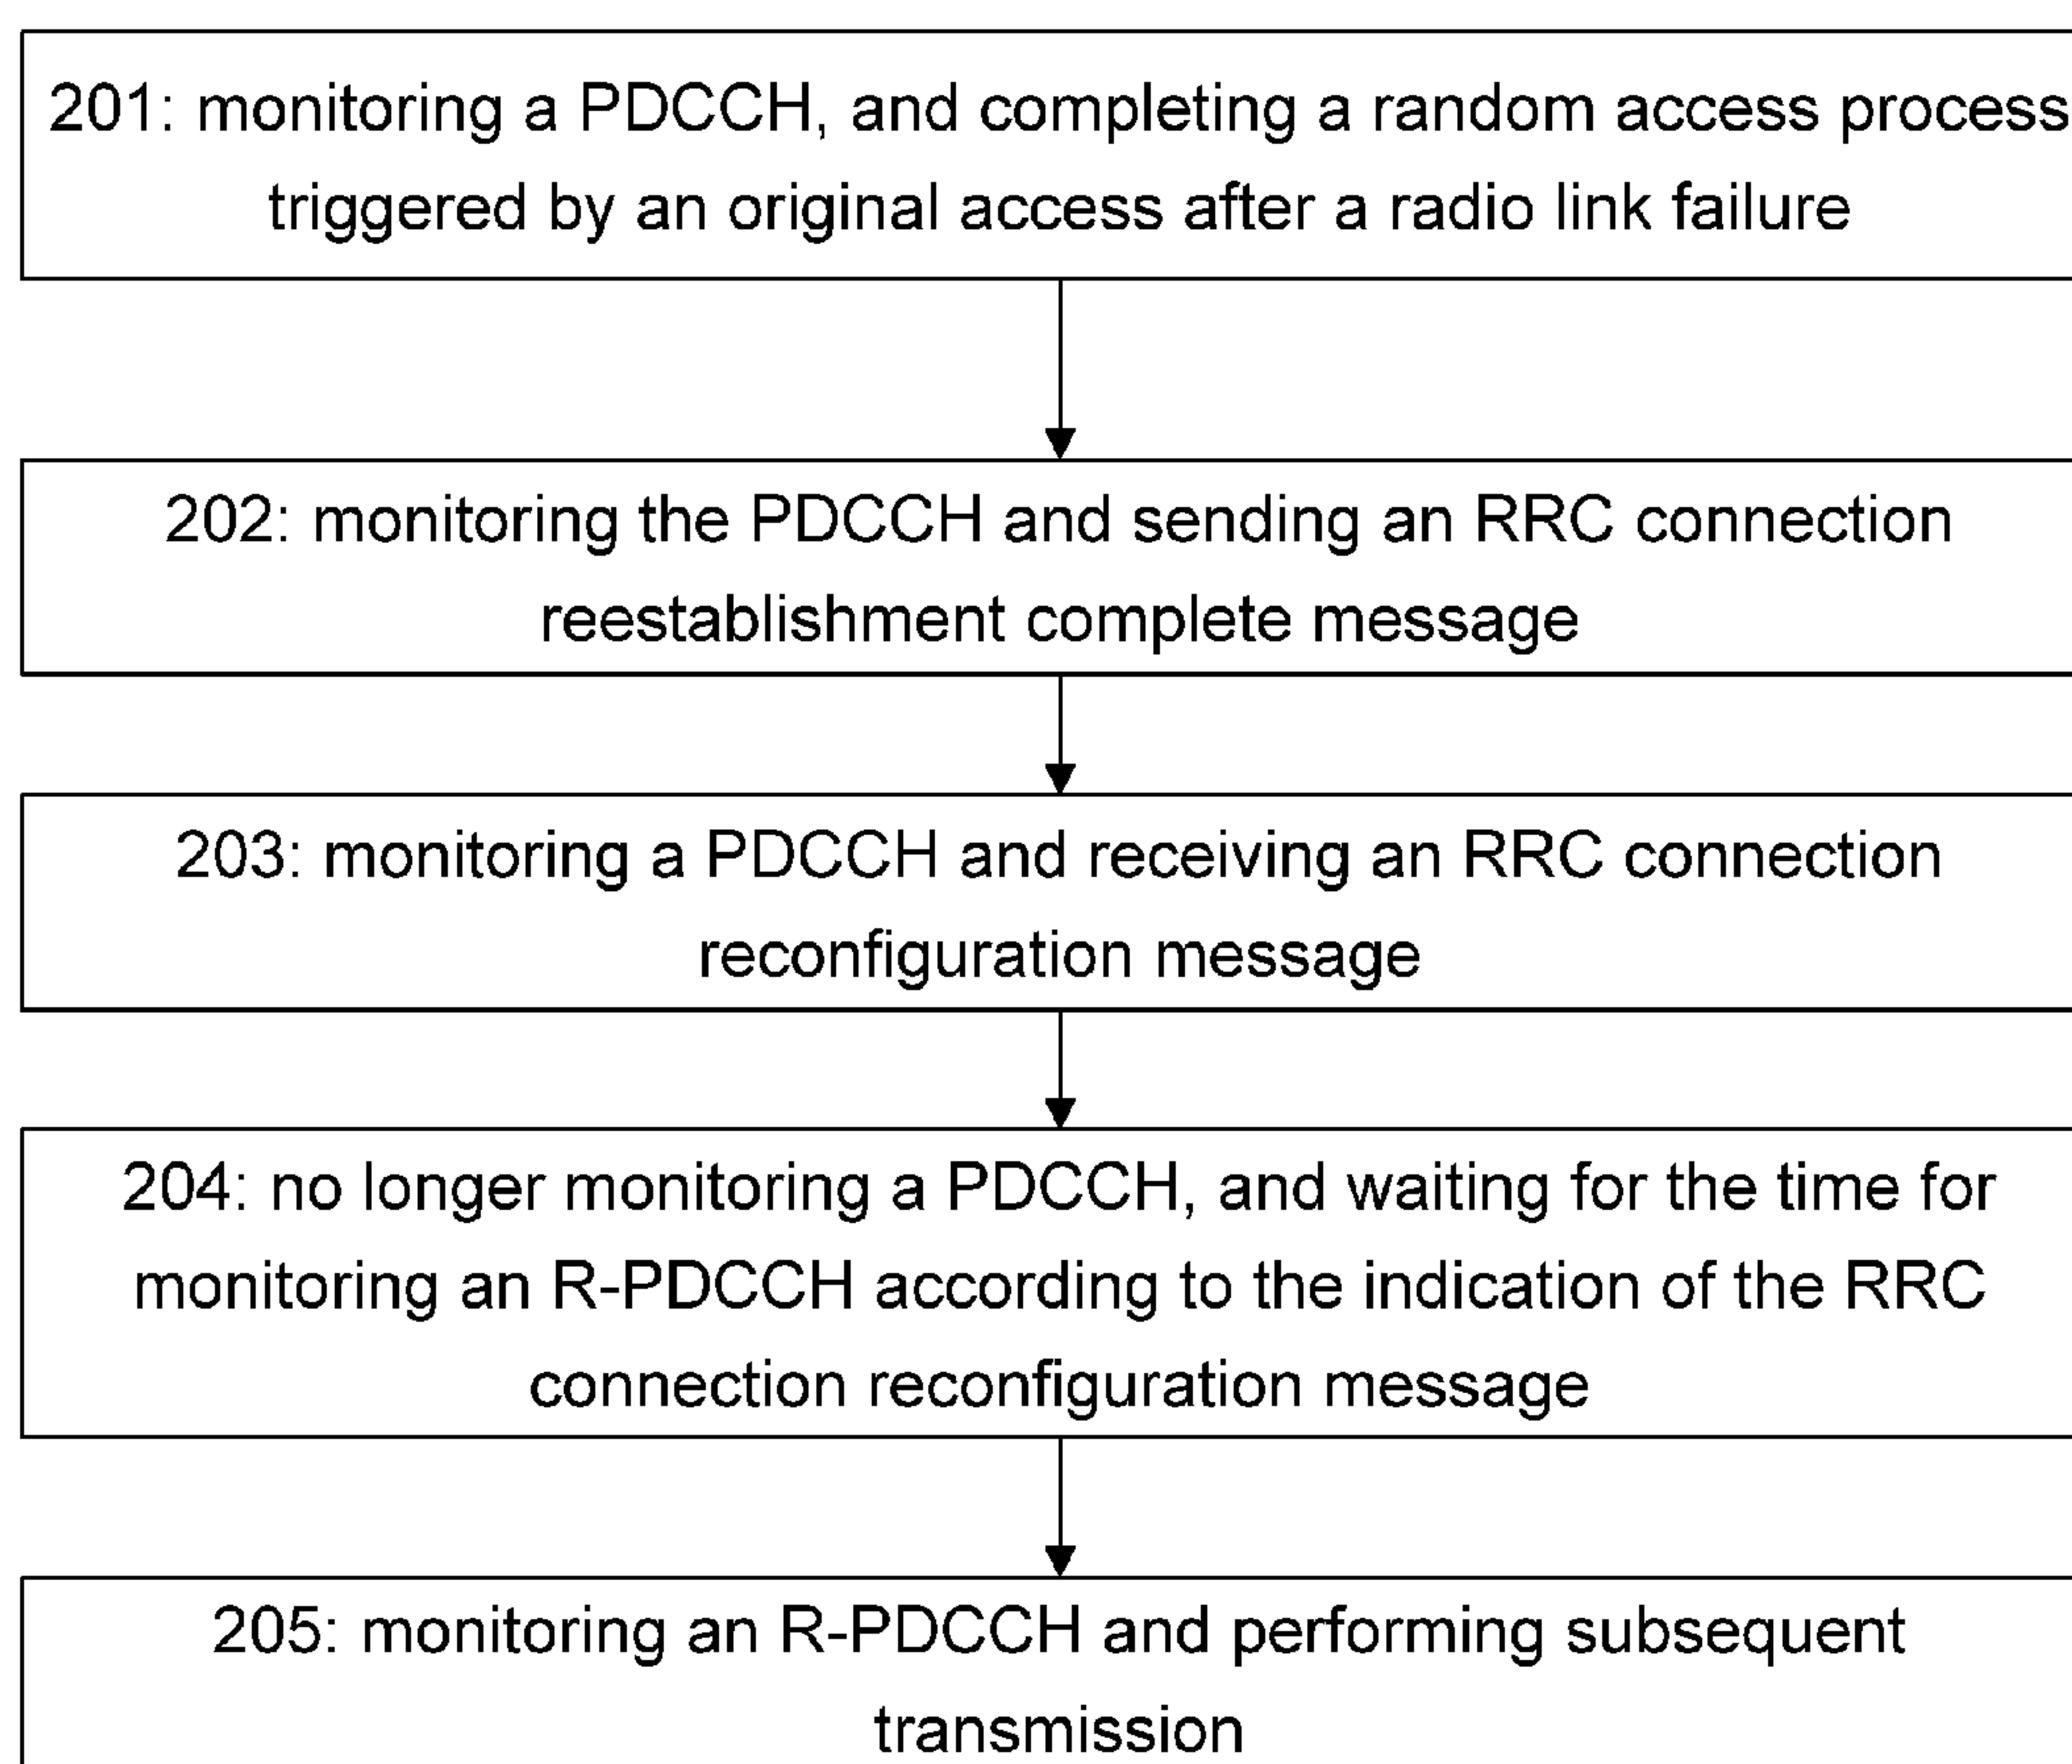 201: monitoring a PDCCH, and completing a random access process
triggered by an original access after a radio link failure
202: monitoring the PDCCH and sending an RRC connection
reestablishment complete message
203: monitoring a PDCCH and receiving an RRC connection
reconfiguration message
204: no longer monitoring a PDCCH, and waiting for the time for
monitoring an R-PDCCH according to the indication of the RRC
connection reconfiguration message
205: monitoring an R-PDCCH and performing subsequent
transmission